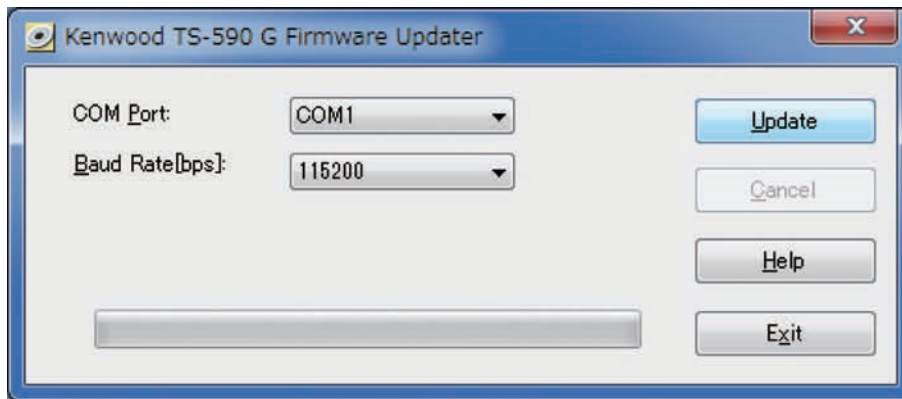 Kenwood TS-590 G Firmware Updater
COM Port:
COM1
Update
Baud Rate[bps]:
115200
Cancel
Help
Exit